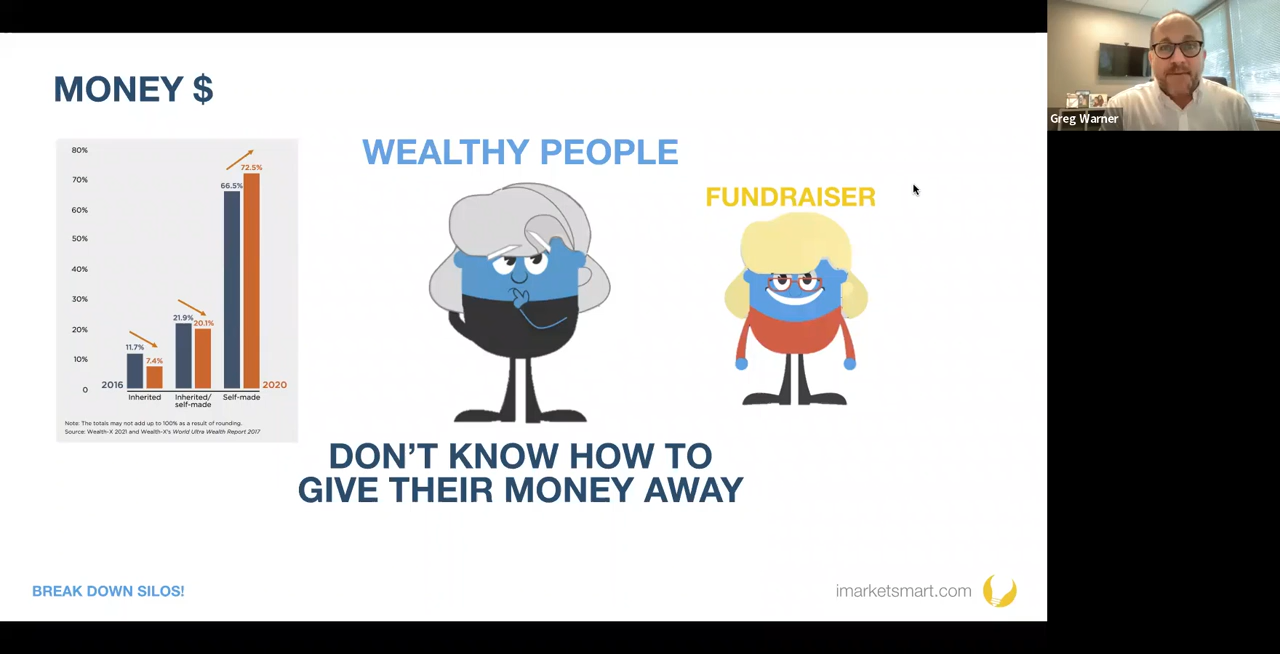 MONEY $
80%
70%
60%
50%
40%
30%
20%
10%
0
11.7%
7.4%
21.9%
20.1%
66.5%
72.5%
2016
2020
Inherited
Inherited/
self-made
Self-made
Note: The totals may not add up to 100% as a result of rounding.
Source: Wealth-X 2021 and Wealth-X's World Ultra Wealth Report 2017
WEALTHY PEOPLE
FUNDRAISER
DON'T KNOW HOW TO
GIVE THEIR MONEY AWAY
BREAK DOWN SILOS!
imarketsmart.com
Greg Warner